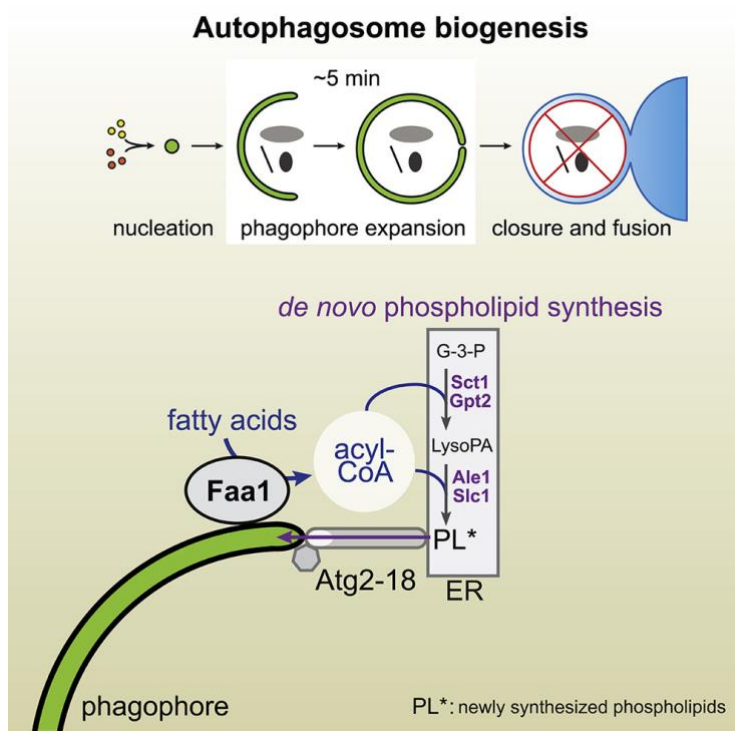 Autophagosome biogenesis
~5 min
nucleation
phagophore expansion
closure and fusion
de novo phospholipid synthesis
G-3-P
Sct1
Gpt2
fatty acids
LysoPA
acyl-
CoA
Ale1
Slc1
Faa1
PL*
Atg2-18
ER
phagophore
PL*: newly synthesized phospholipids